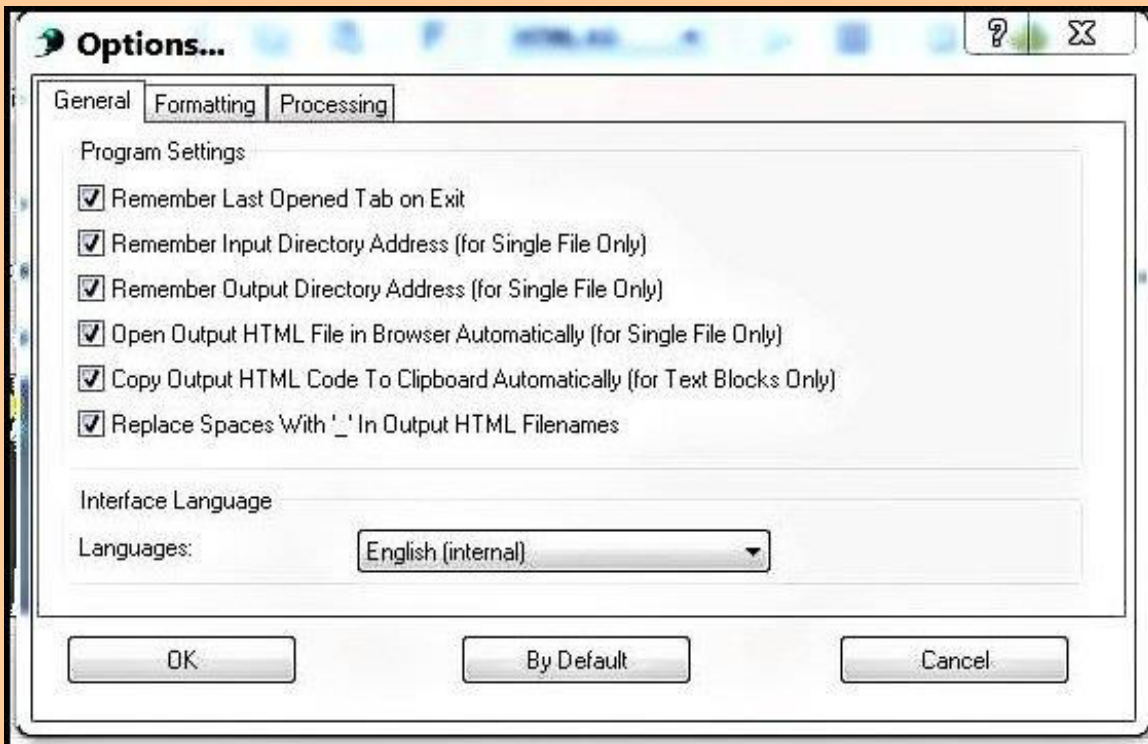 Options...
General Formatting Processing
Program Settings
Remember Last Opened Tab on Exit
Remember Input Directory Address (for Single File Only)
Remember Output Directory Address (for Single File Only)
Open Output HTML File in Browser Automatically (for Single File Only)
Copy Output HTML Code To Clipboard Automatically (for Text Blocks Only)
Replace Spaces With '_' In Output HTML Filenames
Interface Language
Languages: English (internal)
OK By Default Cancel